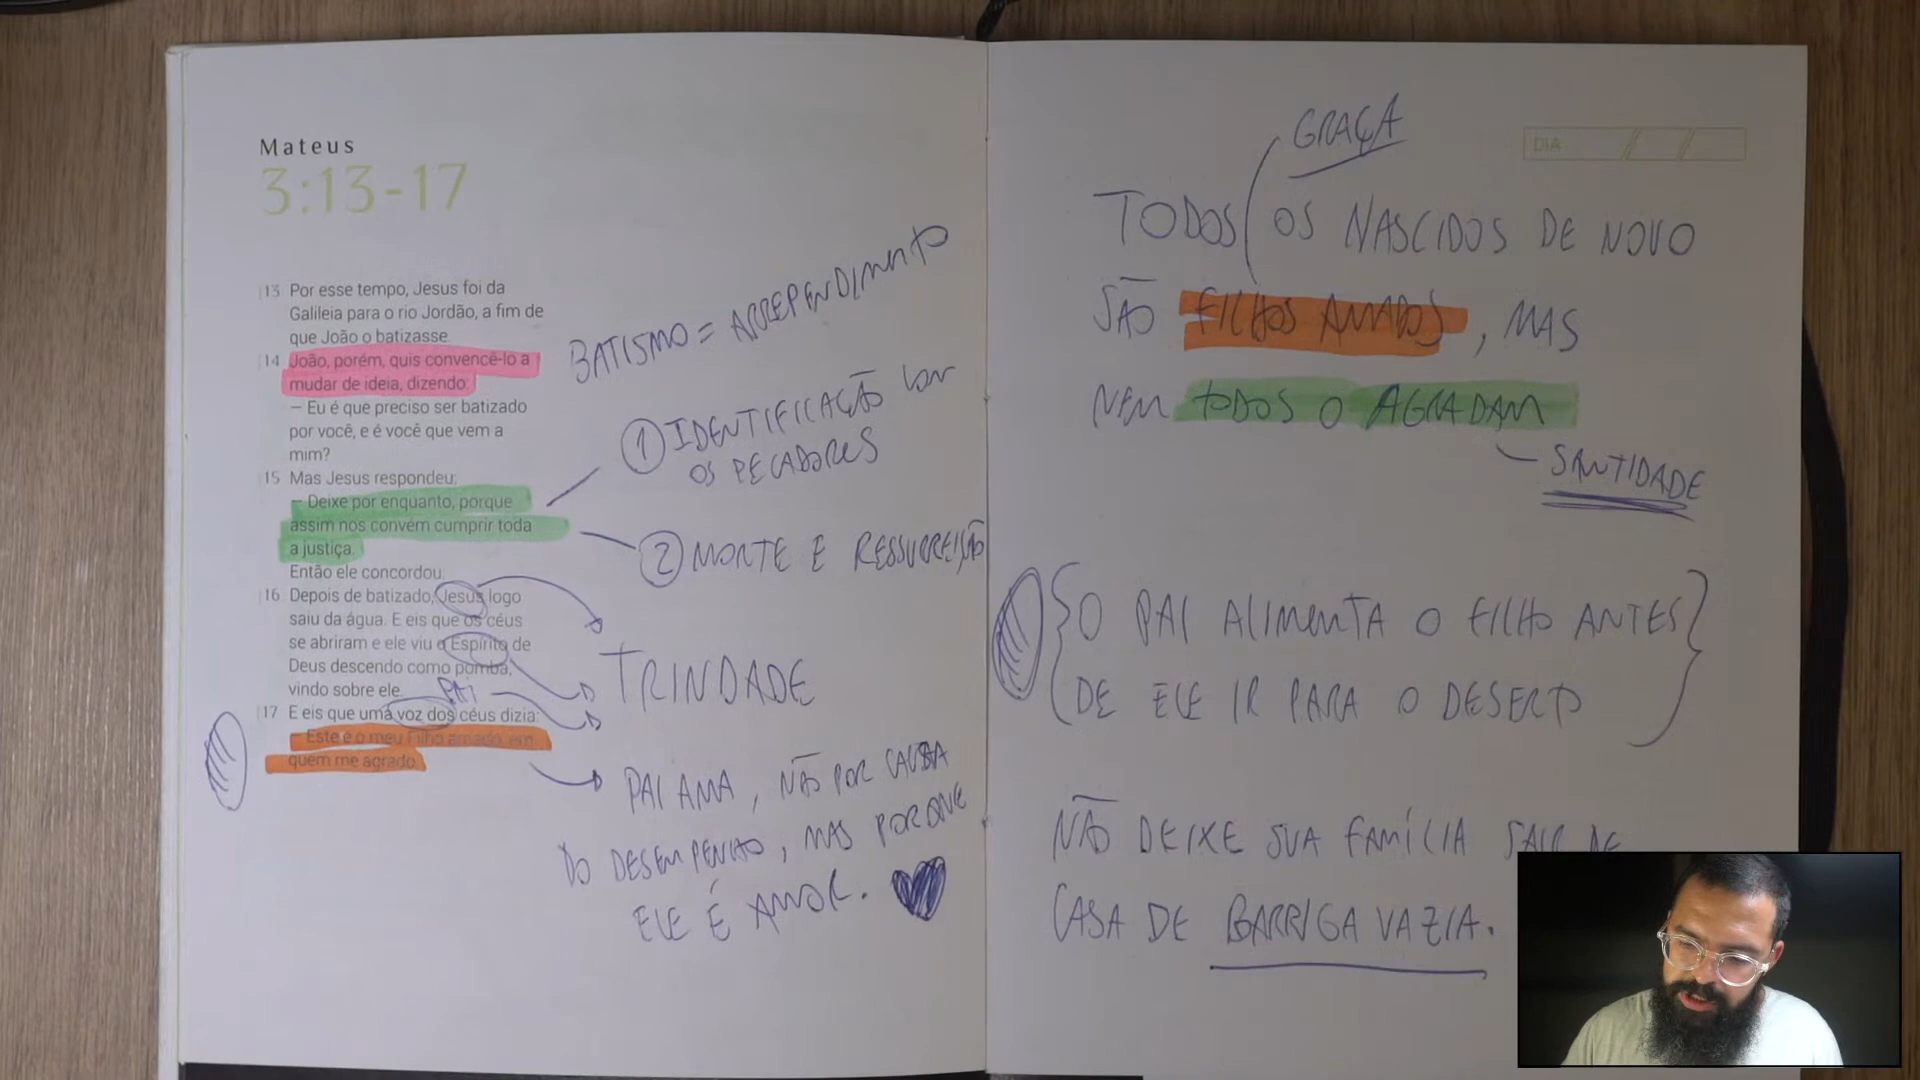 Mateus
3:13-17
13 Por esse tempo, Jesus foi da
Galileia para o rio Jordão, a fim de
que João o batizasse.
14 João, porém, quis convencê-lo a
mudar de ideia, dizendo:
– Eu é que preciso ser batizado
por você, e é você que vem a
mim?
15 Mas Jesus respondeu:
– Deixe por enquanto, porque
assim nos convém cumprir toda
a justiça.
Então ele concordou.
16 Depois de batizado, Jesus logo
saiu da água. E eis que os céus
se abriram e ele viu o Espírito de
Deus descendo como pomba,
vindo sobre ele.
PAI
17 E eis que uma voz dos céus dizia:
– Este é o meu Filho amado, em
quem me agrado.
BATISMO = ARREPENDIMENTO
1 IDENTIFICAÇÃO COM
OS PECADORES
2 MORTE E RESSURREIÇÃO
TRINDADE
PAI AMA, NÃO POR CAUSA
DO DESEMPENHO, MAS PORQUE
ELE É AMOR.
DIA
GRAÇA
TODOS OS NASCIDOS DE NOVO
SÃO FILHOS AMADOS, MAS
NEM TODOS O AGRADAM
SANTIDADE
O PAI ALIMENTA O FILHO ANTES
DE ELE IR PARA O DESERTO
NÃO DEIXE SUA FAMÍLIA SAIR DE
CASA DE BARRIGA VAZIA.